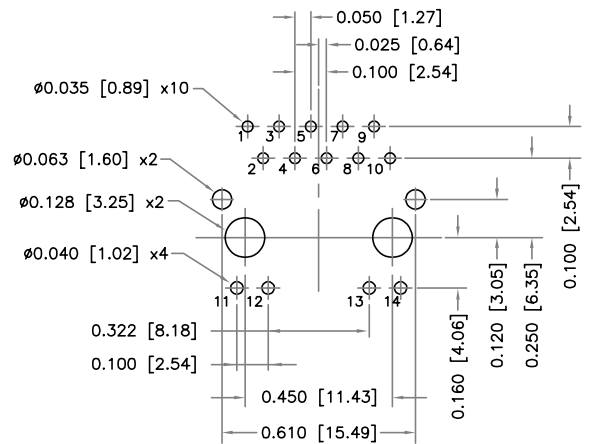 0.050 [1.27]
0.025 [0.64]
0.100 [2.54]
ø0.035 [0.89] x10
1 3 5 7 9
2 4 6 8 10
ø0.063 [1.60] x2
ø0.128 [3.25] x2
ø0.040 [1.02] x4
11 12 13 14
0.100 [2.54]
0.250 [6.35]
0.120 [3.05]
0.160 [4.06]
0.322 [8.18]
0.100 [2.54]
0.450 [11.43]
0.610 [15.49]